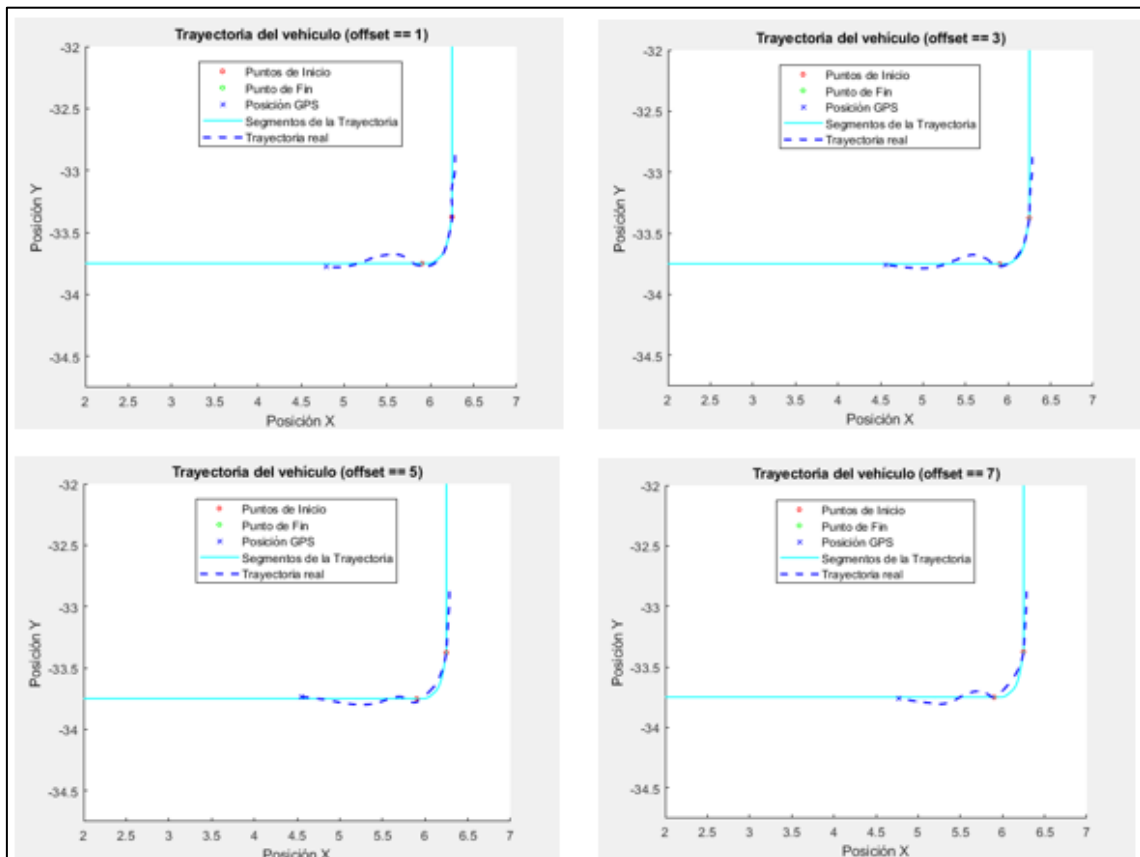 Trayectoria del vehículo (offset == 1)
-32
-32.5
-33
-33.5
-34
-34.5
Posición Y
Puntos de Inicio
Punto de Fin
Posición GPS
Segmentos de la Trayectoria
Trayectoria real
2 2.5 3 3.5 4 4.5 5 5.5 6 6.5 7
Posición X
Trayectoria del vehículo (offset == 3)
-32
-32.5
-33
-33.5
-34
-34.5
Posición Y
Puntos de Inicio
Punto de Fin
Posición GPS
Segmentos de la Trayectoria
Trayectoria real
2 2.5 3 3.5 4 4.5 5 5.5 6 6.5 7
Posición X
Trayectoria del vehículo (offset == 5)
-32
-32.5
-33
-33.5
-34
-34.5
Posición Y
Puntos de Inicio
Punto de Fin
Posición GPS
Segmentos de la Trayectoria
Trayectoria real
2 2.5 3 3.5 4 4.5 5 5.5 6 6.5 7
Posición X
Trayectoria del vehículo (offset == 7)
-32
-32.5
-33
-33.5
-34
-34.5
Posición Y
Puntos de Inicio
Punto de Fin
Posición GPS
Segmentos de la Trayectoria
Trayectoria real
2 2.5 3 3.5 4 4.5 5 5.5 6 6.5 7
Posición X